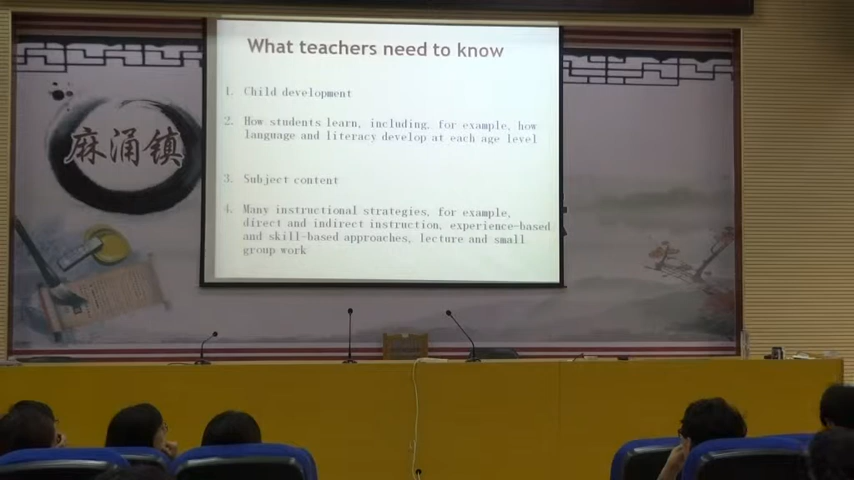 What teachers need to know
1. Child development
2. How students learn, including, for example, how
language and literacy develop at each age level
3. Subject content
4. Many instructional strategies, for example,
direct and indirect instruction, experience-based
and skill-based approaches, lecture and small
group work
麻涌镇